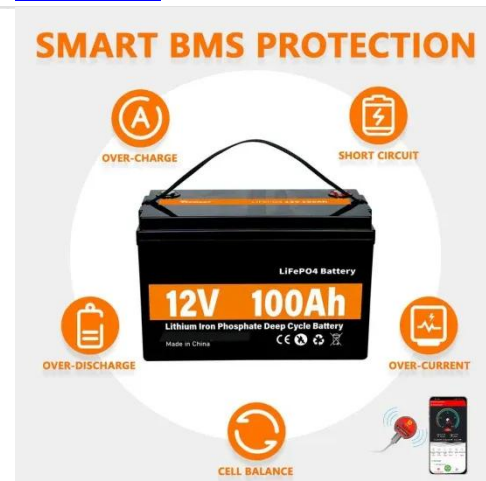 SMART BMS PROTECTION
OVER-CHARGE
SHORT CIRCUIT
LiFePO4 Battery
12V 100Ah
Lithium Iron Phosphate Deep Cycle Battery
Made in China
CE
OVER-DISCHARGE
OVER-CURRENT
CELL BALANCE